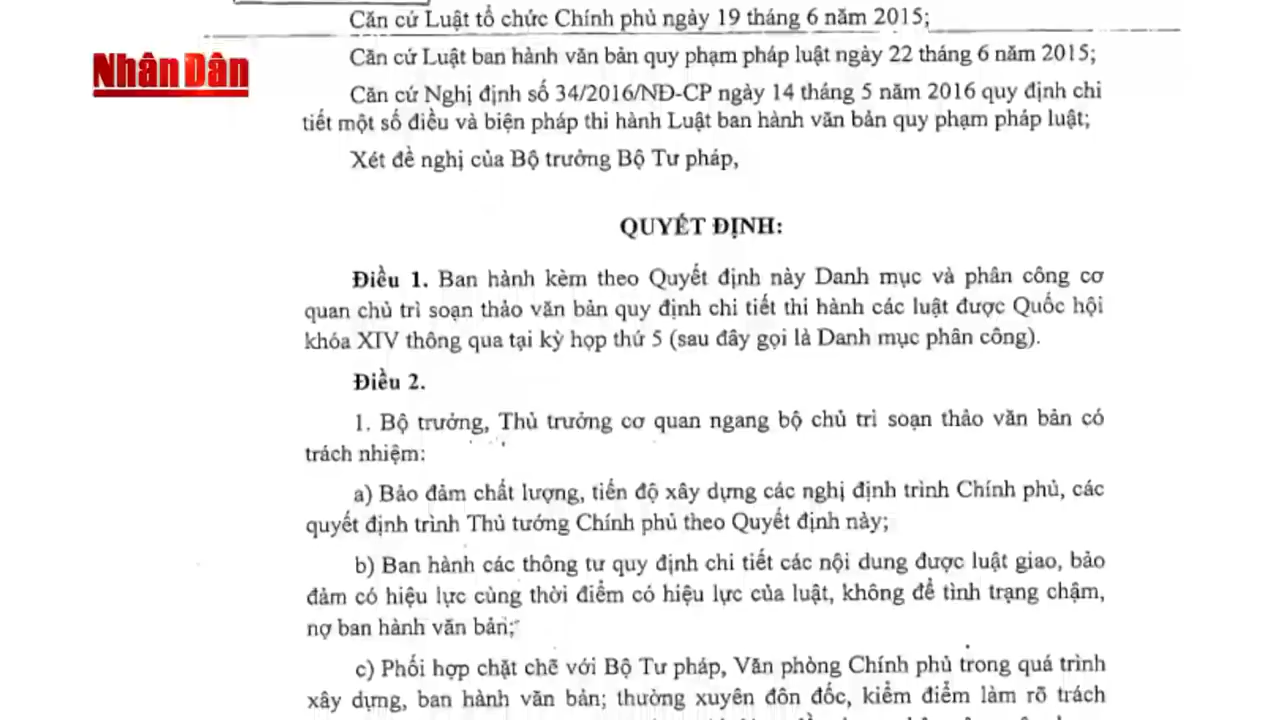 Căn cứ Luật tổ chức Chính phủ ngày 19 tháng 6 năm 2015;
Nhân Dân
Căn cứ Luật ban hành văn bản quy phạm pháp luật ngày 22 tháng 6 năm 2015;
Căn cứ Nghị định số 34/2016/NĐ-CP ngày 14 tháng 5 năm 2016 quy định chi
tiết một số điều và biện pháp thi hành Luật ban hành văn bản quy phạm pháp luật;
Xét đề nghị của Bộ trưởng Bộ Tư pháp,
QUYẾT ĐỊNH:
Điều 1. Ban hành kèm theo Quyết định này Danh mục và phân công cơ
quan chủ trì soạn thảo văn bản quy định chi tiết thi hành các luật được Quốc hội
khóa XIV thông qua tại kỳ họp thứ 5 (sau đây gọi là Danh mục phân công).
Điều 2.
1. Bộ trưởng, Thủ trưởng cơ quan ngang bộ chủ trì soạn thảo văn bản có
trách nhiệm:
a) Bảo đảm chất lượng, tiến độ xây dựng các nghị định trình Chính phủ, các
quyết định trình Thủ tướng Chính phủ theo Quyết định này;
b) Ban hành các thông tư quy định chi tiết các nội dung được luật giao, bảo
đảm có hiệu lực cùng thời điểm có hiệu lực của luật, không để tình trạng chậm,
nợ ban hành văn bản;
c) Phối hợp chặt chẽ với Bộ Tư pháp, Văn phòng Chính phủ trong quá trình
xây dựng, ban hành văn bản; thường xuyên đôn đốc, kiểm điểm làm rõ trách